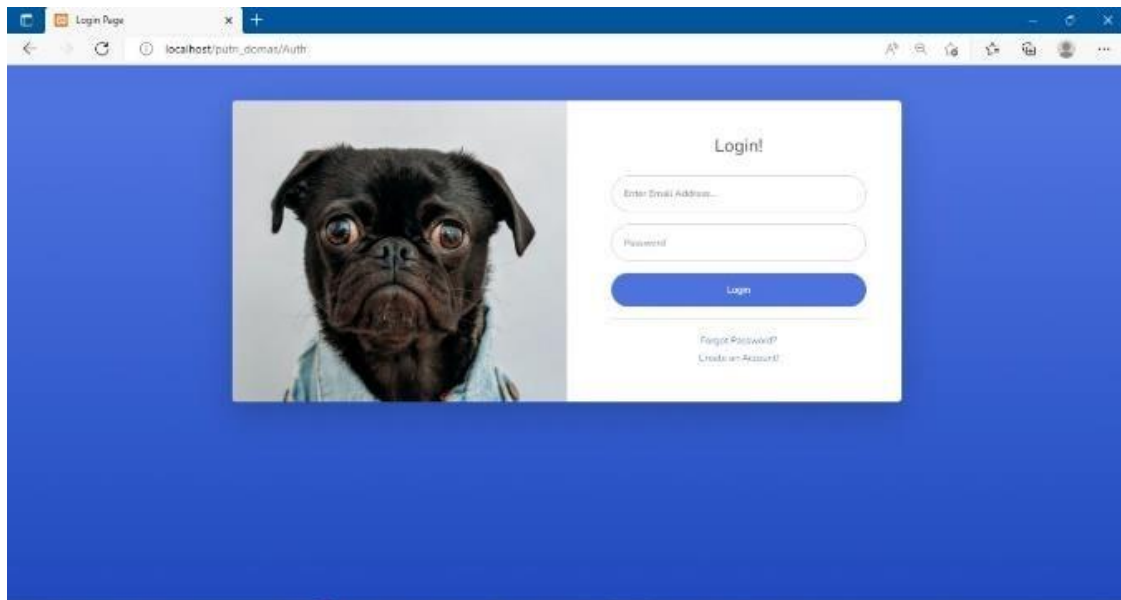 Login Page
localhost/putri_domas/Auth
Login!
Enter Email Address...
Password
Login
Forgot Password?
Create an Account!